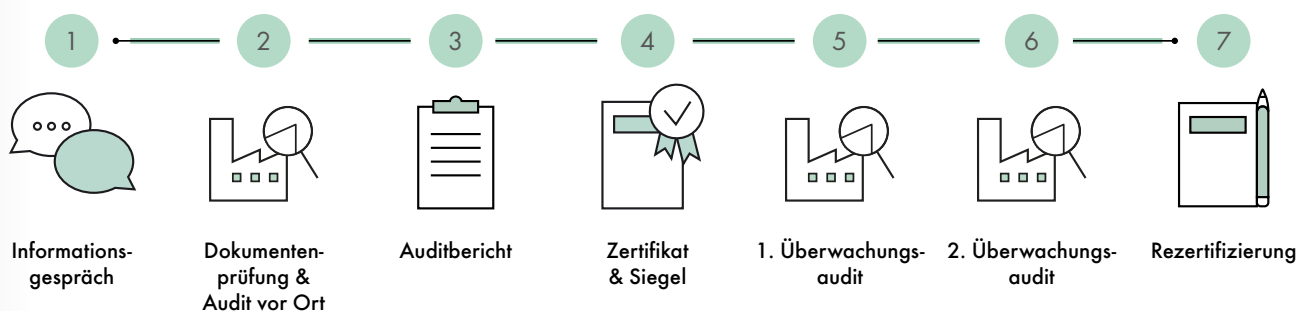 1 2 3 4 5 6 7
Informations-
gespräch
Dokumenten-
prüfung &
Audit vor Ort
Auditbericht
Zertifikat
& Siegel
1. Überwachungs-
audit
2. Überwachungs-
audit
Rezertifizierung